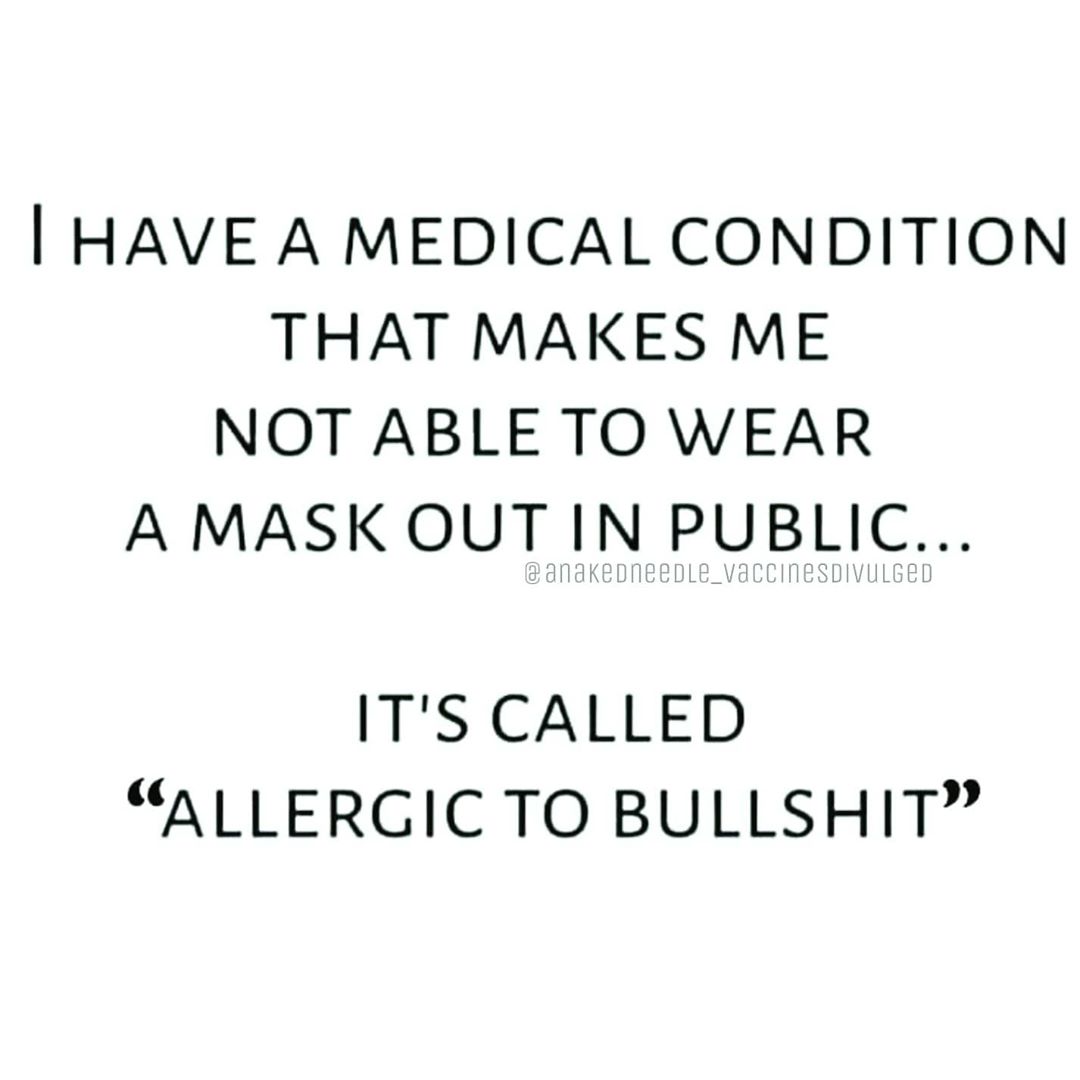 I HAVE A MEDICAL CONDITION
THAT MAKES ME
NOT ABLE TO WEAR
A MASK OUT IN PUBLIC...
@anakedneedle_vaccinesdivulged
IT'S CALLED
“ALLERGIC TO BULLSHIT”